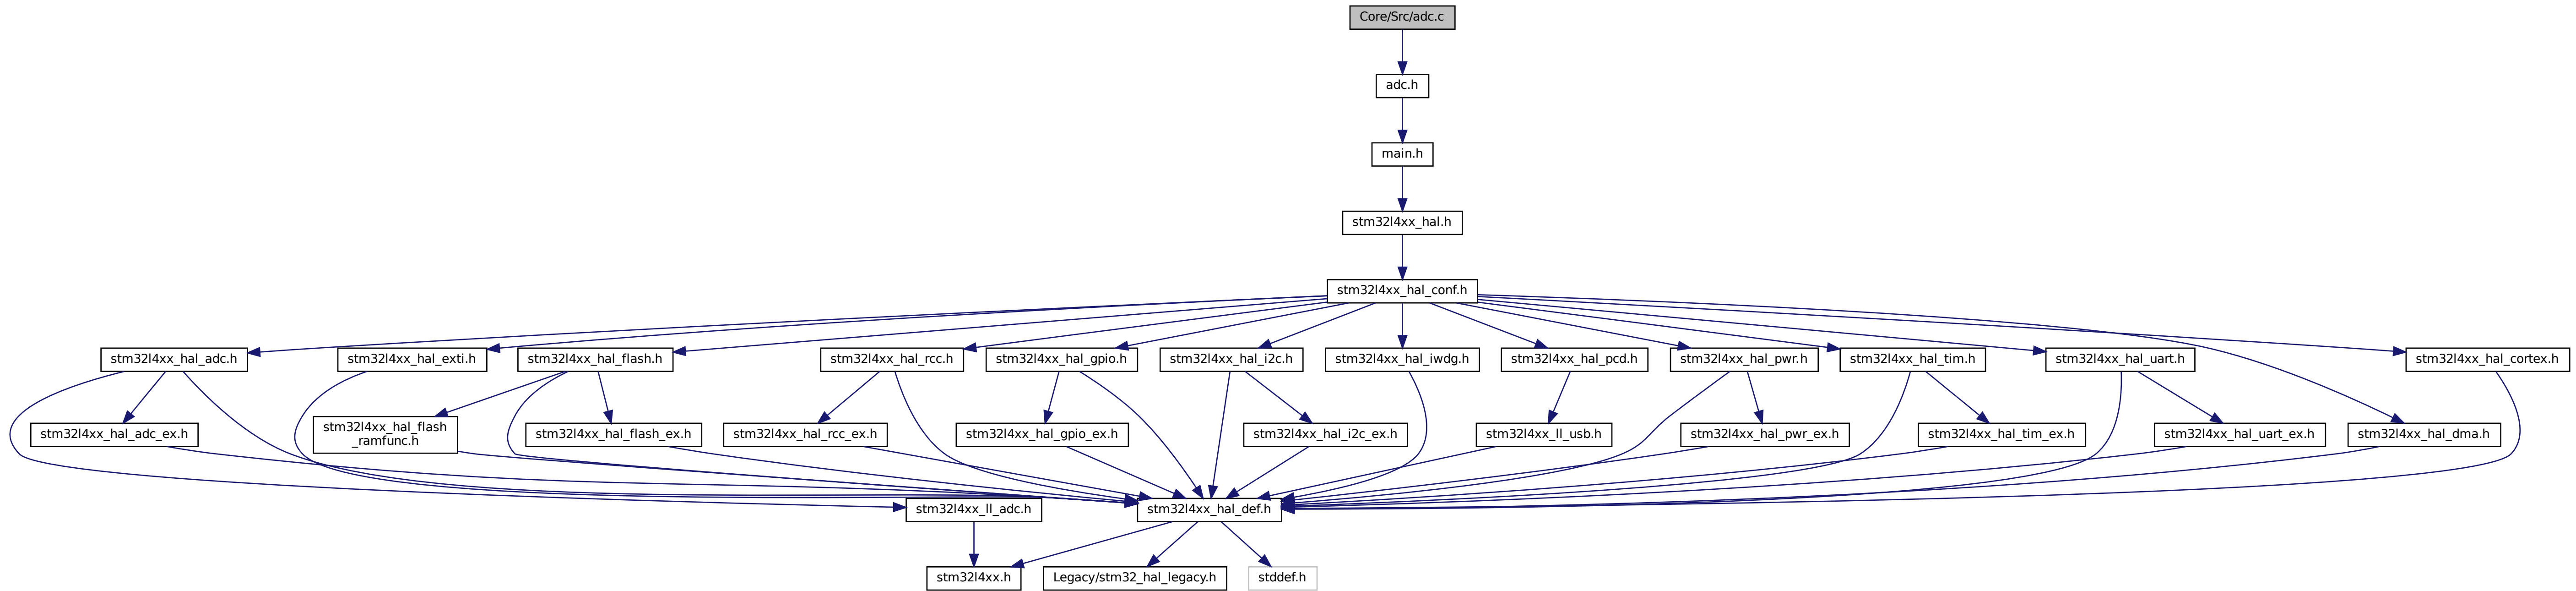 Core/Src/adc.c
adc.h
main.h
stm32l4xx_hal.h
stm32l4xx_hal_conf.h
stm32l4xx_hal_adc.h
stm32l4xx_hal_exti.h
stm32l4xx_hal_flash.h
stm32l4xx_hal_rcc.h
stm32l4xx_hal_gpio.h
stm32l4xx_hal_i2c.h
stm32l4xx_hal_iwdg.h
stm32l4xx_hal_pcd.h
stm32l4xx_hal_pwr.h
stm32l4xx_hal_tim.h
stm32l4xx_hal_uart.h
stm32l4xx_hal_cortex.h
stm32l4xx_hal_adc_ex.h
stm32l4xx_hal_flash
_ramfunc.h
stm32l4xx_hal_flash_ex.h
stm32l4xx_hal_rcc_ex.h
stm32l4xx_hal_gpio_ex.h
stm32l4xx_hal_i2c_ex.h
stm32l4xx_ll_usb.h
stm32l4xx_hal_pwr_ex.h
stm32l4xx_hal_tim_ex.h
stm32l4xx_hal_uart_ex.h
stm32l4xx_hal_dma.h
stm32l4xx_ll_adc.h
stm32l4xx_hal_def.h
stm32l4xx.h
Legacy/stm32_hal_legacy.h
stddef.h